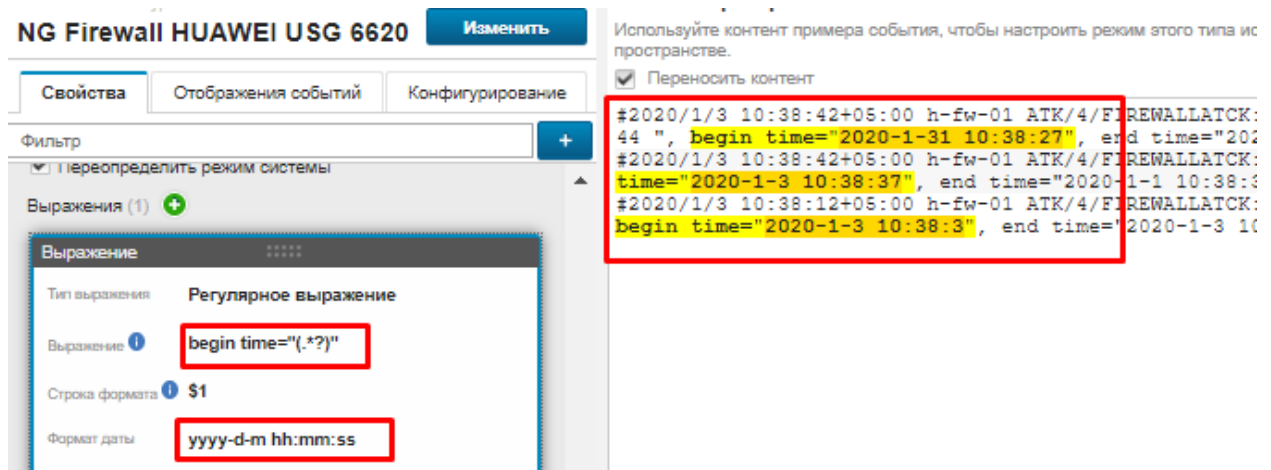 NG Firewall HUAWEI USG 6620
Изменить
Свойства
Отображения событий
Конфигурирование
Фильтр
+
Переопределить режим системы
Выражения (1)
Выражение
Тип выражения Регулярное выражение
Выражение begin time="(.*?)"
Строка формата $1
Формат даты yyyy-d-m hh:mm:ss
Используйте контент примера события, чтобы настроить режим этого типа ис
пространстве.
Переносить контент
#2020/1/3 10:38:42+05:00 h-fw-01 ATK/4/FIREWALLATCK:
44 ", begin time="2020-1-31 10:38:27", end time="202
#2020/1/3 10:38:42+05:00 h-fw-01 ATK/4/FIREWALLATCK:
time="2020-1-3 10:38:37", end time="2020-1-1 10:38:3
#2020/1/3 10:38:12+05:00 h-fw-01 ATK/4/FIREWALLATCK:
begin time="2020-1-3 10:38:3", end time="2020-1-3 10